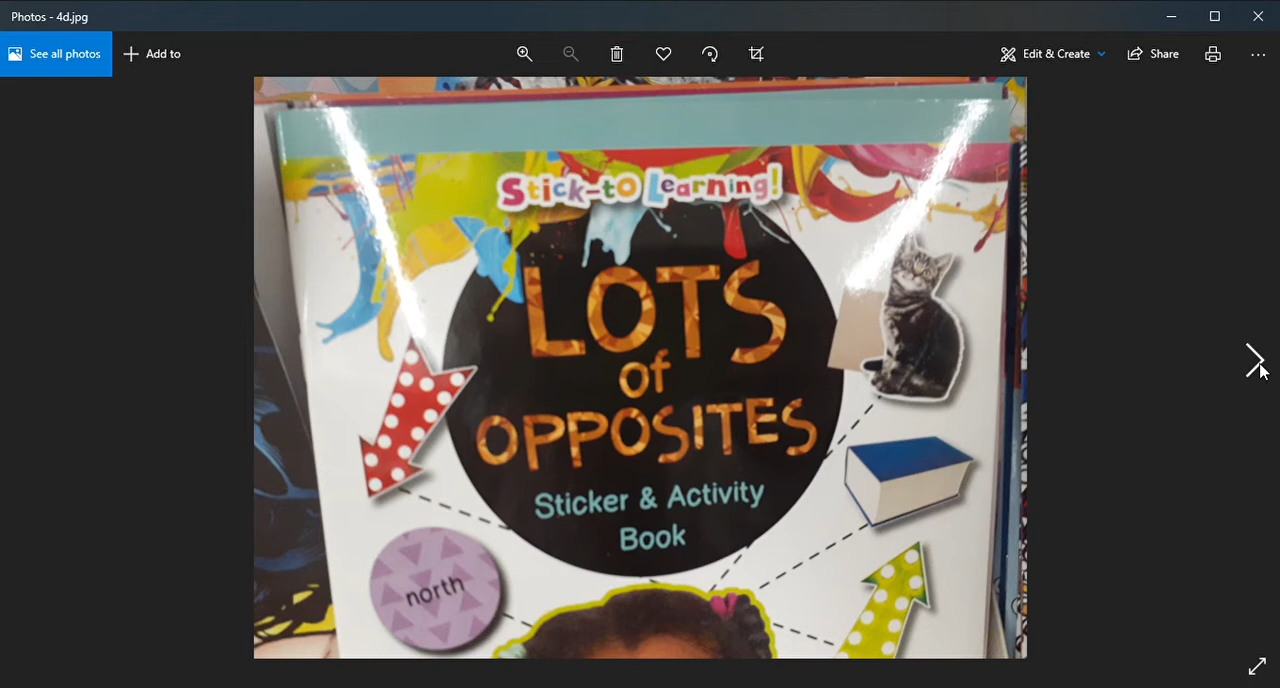 Photos - 4d.jpg
See all photos
Add to
Edit & Create
Share
Stick-to Learning!
LOTS
of
OPPOSITES
Sticker & Activity
Book
north